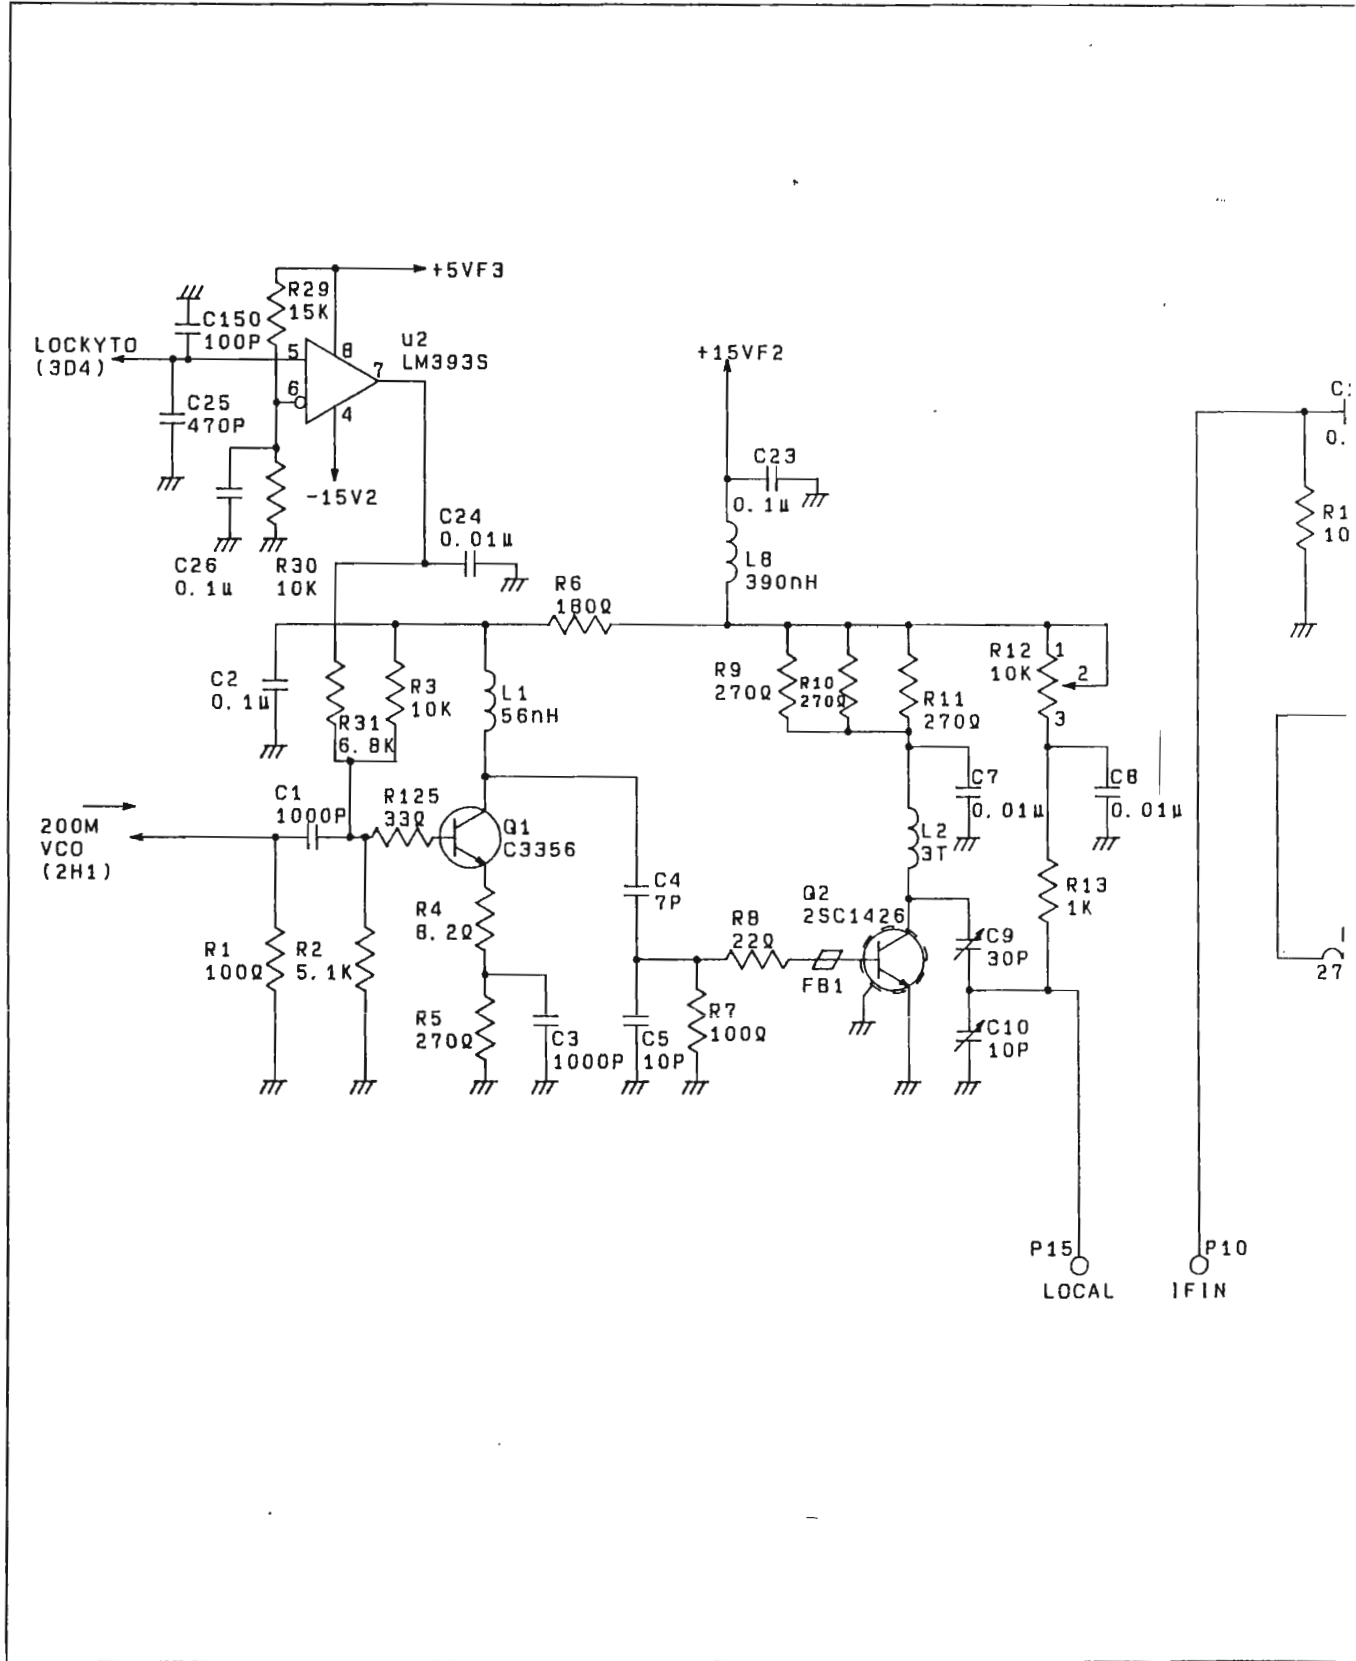 +5VF3
R29
15K
C150
100P
LOCKYTO
(3D4)
5
8
U2
LM393S
7
6
4
C25
470P
-15V2
C26
0.1µ
R30
10K
C24
0.01µ
+15VF2
C23
0.1µ
L8
390nH
R6
180Ω
C2
0.1µ
R31
6.8K
R3
10K
L1
56nH
R9
270Ω
R10
270Ω
R11
270Ω
R12
10K
1
2
3
C7
0.01µ
C8
0.01µ
C1
1000P
R125
33Ω
200M
VCO
(2H1)
Q1
C3356
L2
3T
R13
1K
C4
7P
Q2
2SC1426
R8
22Ω
FB1
C9
30P
C10
10P
R1
100Ω
R2
5.1K
R4
8.2Ω
R5
270Ω
C3
1000P
C5
10P
R7
100Ω
P15
LOCAL
P10
IFIN
0.
R1
10
27